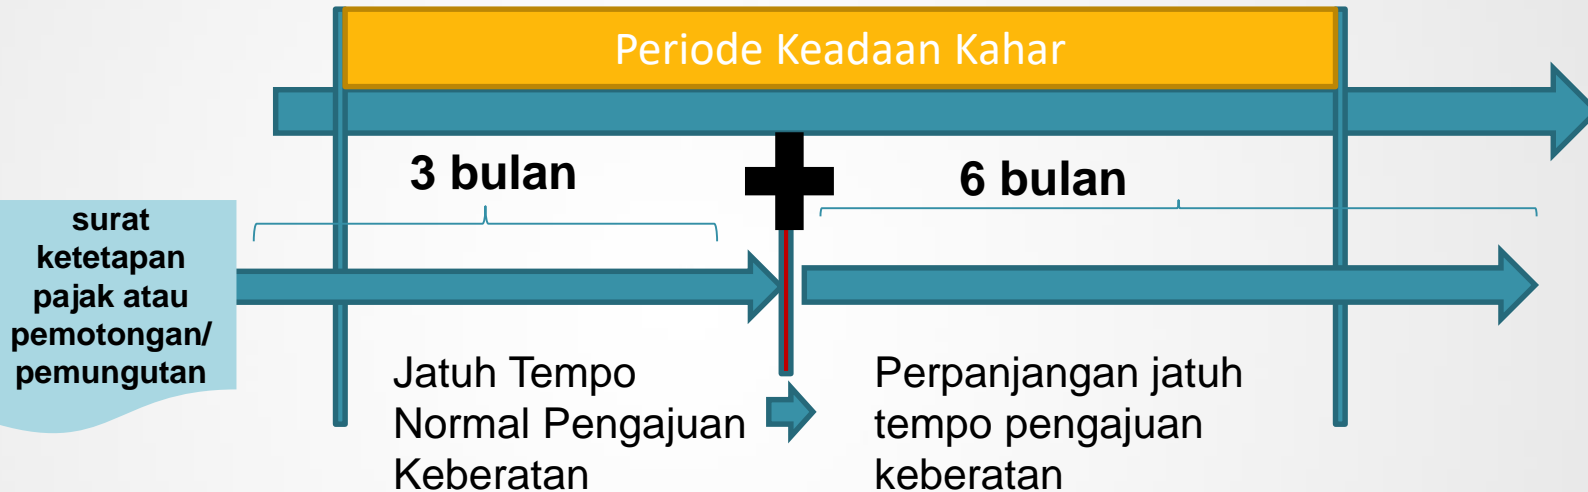 Periode Keadaan Kahar
3 bulan
6 bulan
surat
ketetapan
pajak atau
pemotongan/
pemungutan
Jatuh Tempo
Normal Pengajuan
Keberatan
Perpanjangan jatuh
tempo pengajuan
keberatan